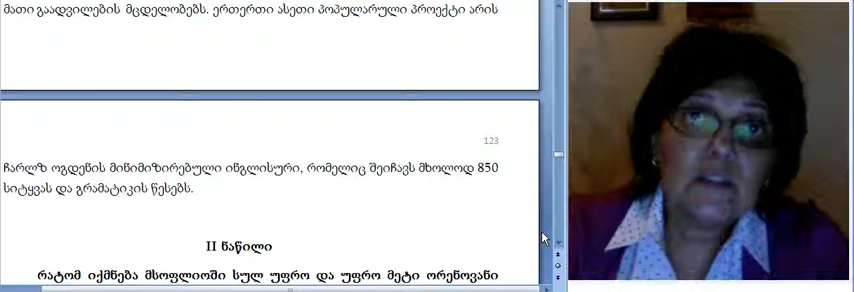 მათი გაადვილების მცდელობებს. ერთერთი ასეთი პოპულარული პროექტი არის
123
ჩარლზ ოგდენის მინიმიზირებული ინგლისური, რომელიც შეიჩავს მხოლოდ 850
სიტყვას და გრამატიკის წესებს.
II ნაწილი
რატომ იქმნება მსოფლიოში სულ უფრო და უფრო მეტი ორენოვანი